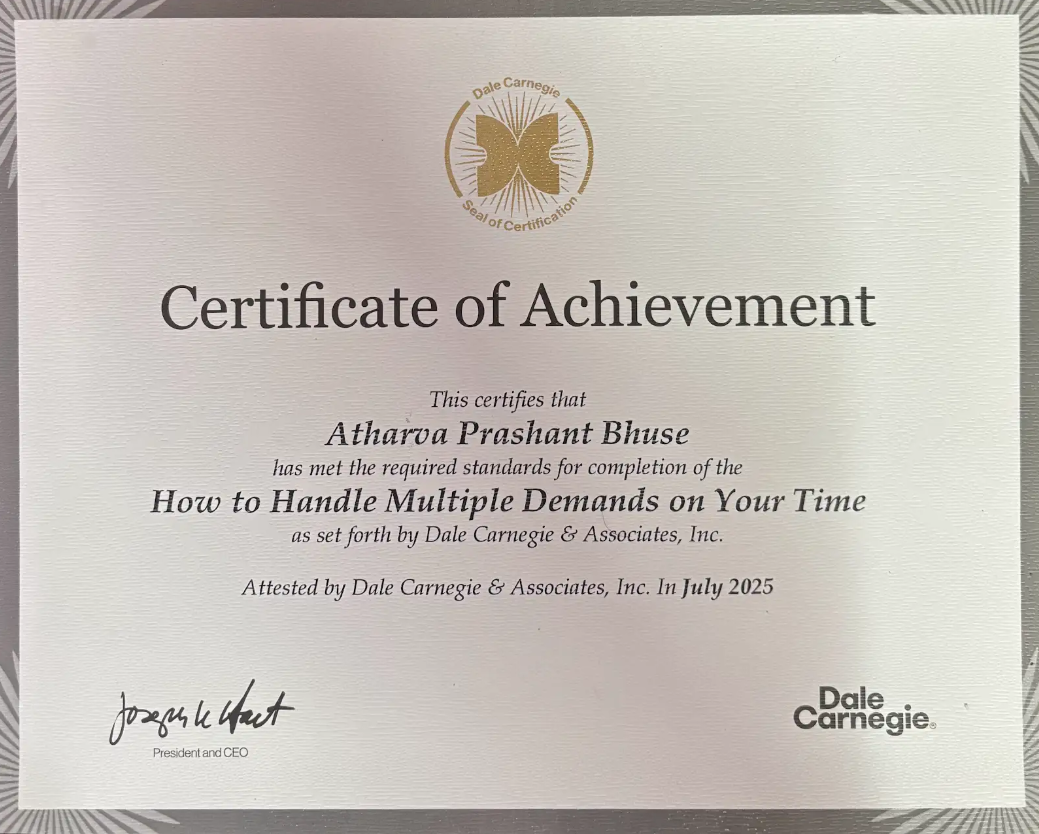 Dale Carnegie
Seal of Certification
Certificate of Achievement
This certifies that
Atharva Prashant Bhuse
has met the required standards for completion of the
How to Handle Multiple Demands on Your Time
as set forth by Dale Carnegie & Associates, Inc.
Attested by Dale Carnegie & Associates, Inc. In July 2025
Joseph K Hart
President and CEO
Dale
Carnegie®